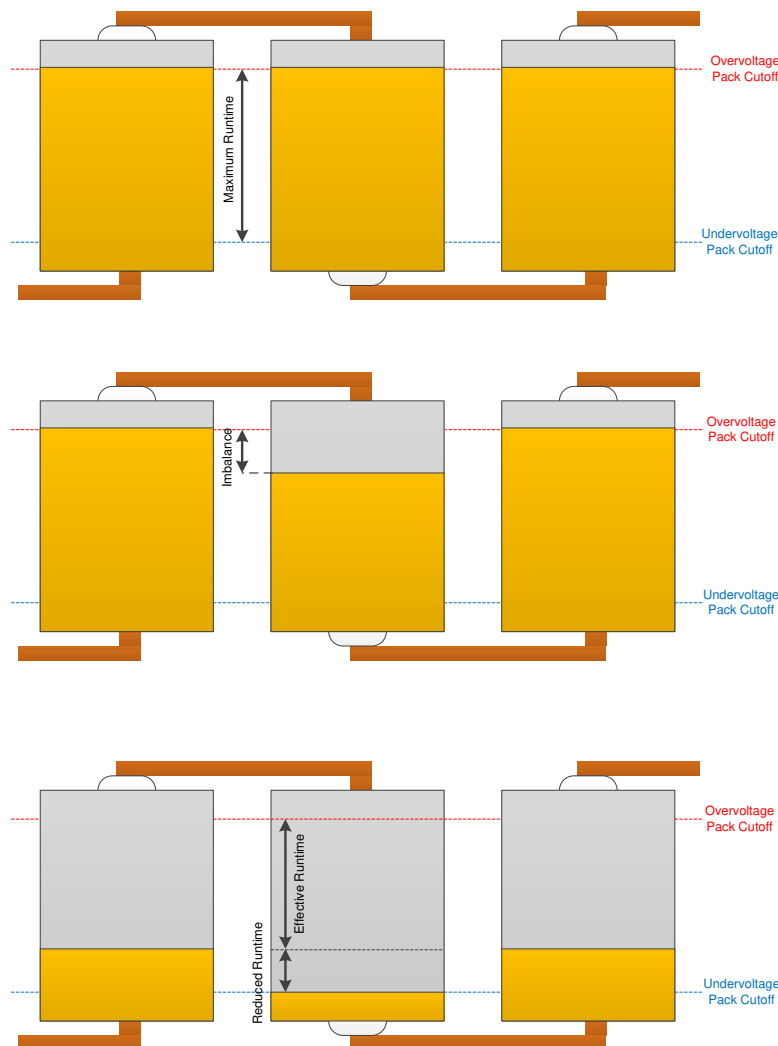 Overvoltage
Pack Cutoff
Maximum Runtime
Undervoltage
Pack Cutoff
Overvoltage
Pack Cutoff
Imbalance
Undervoltage
Pack Cutoff
Overvoltage
Pack Cutoff
Effective Runtime
Reduced Runtime
Undervoltage
Pack Cutoff